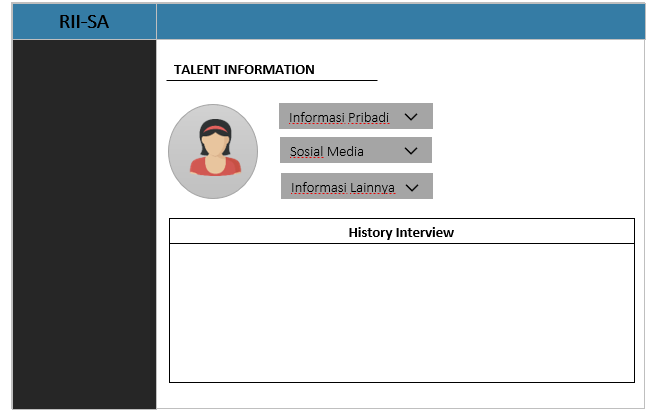 RII-SA
TALENT INFORMATION
Informasi Pribadi
Sosial Media
Informasi Lainnya
History Interview